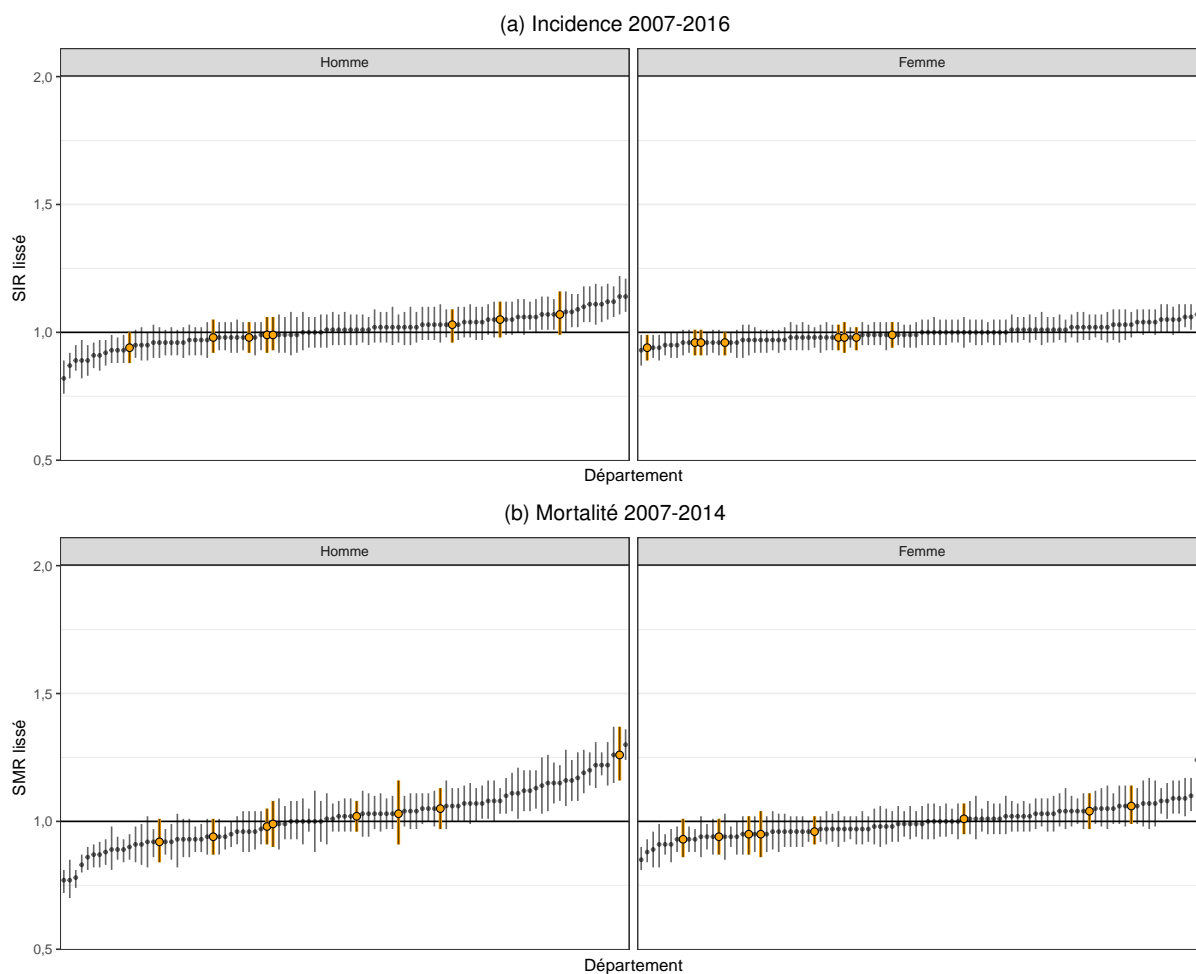 (a) Incidence 2007-2016
Homme
Femme
2,0
1,5
1,0
0,5
SIR lissé
Département
(b) Mortalité 2007-2014
Homme
Femme
2,0
1,5
1,0
0,5
SMR lissé
Département